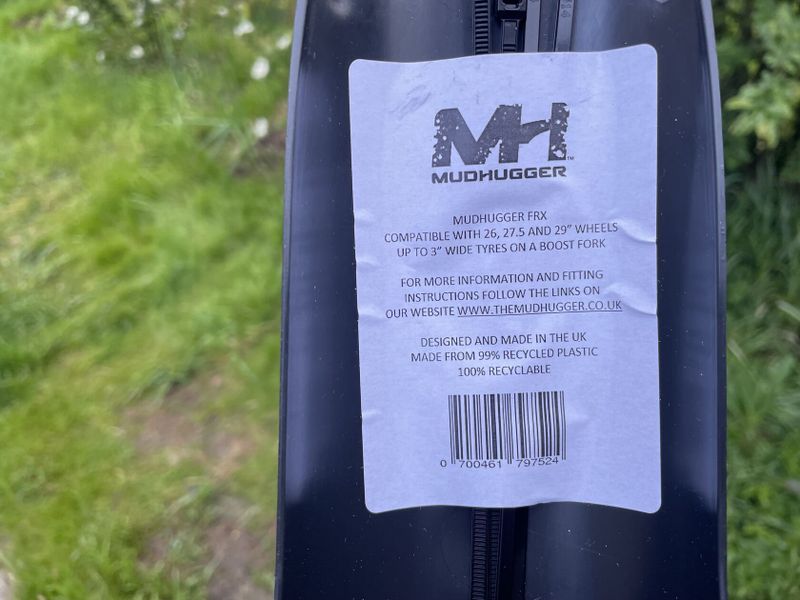 MH
MUDHUGGER
MUDHUGGER FRX
COMPATIBLE WITH 26, 27.5 AND 29" WHEELS
UP TO 3" WIDE TYRES ON A BOOST FORK
FOR MORE INFORMATION AND FITTING
INSTRUCTIONS FOLLOW THE LINKS ON
OUR WEBSITE WWW.THEMUDHUGGER.CO.UK
DESIGNED AND MADE IN THE UK
MADE FROM 99% RECYCLED PLASTIC
100% RECYCLABLE
0 700461 797524